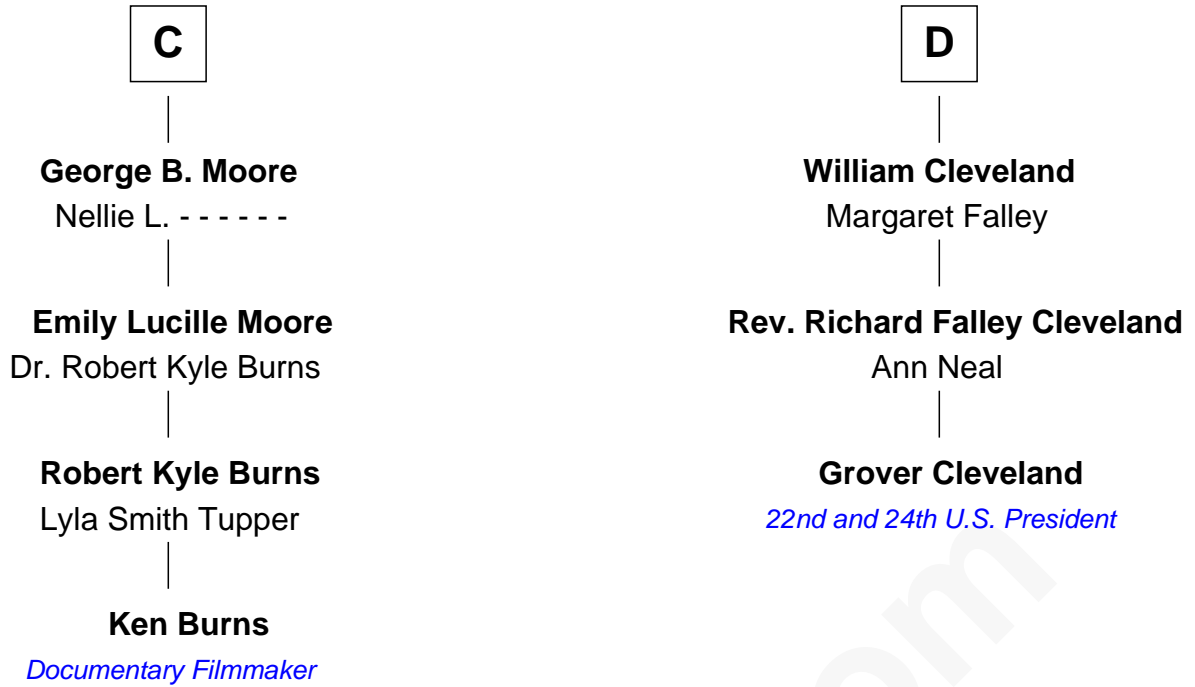 C
George B. Moore
Nellie L. - - - - - -
Emily Lucille Moore
Dr. Robert Kyle Burns
Robert Kyle Burns
Lyla Smith Tupper
Ken Burns
Documentary Filmmaker
D
William Cleveland
Margaret Falley
Rev. Richard Falley Cleveland
Ann Neal
Grover Cleveland
22nd and 24th U.S. President
om